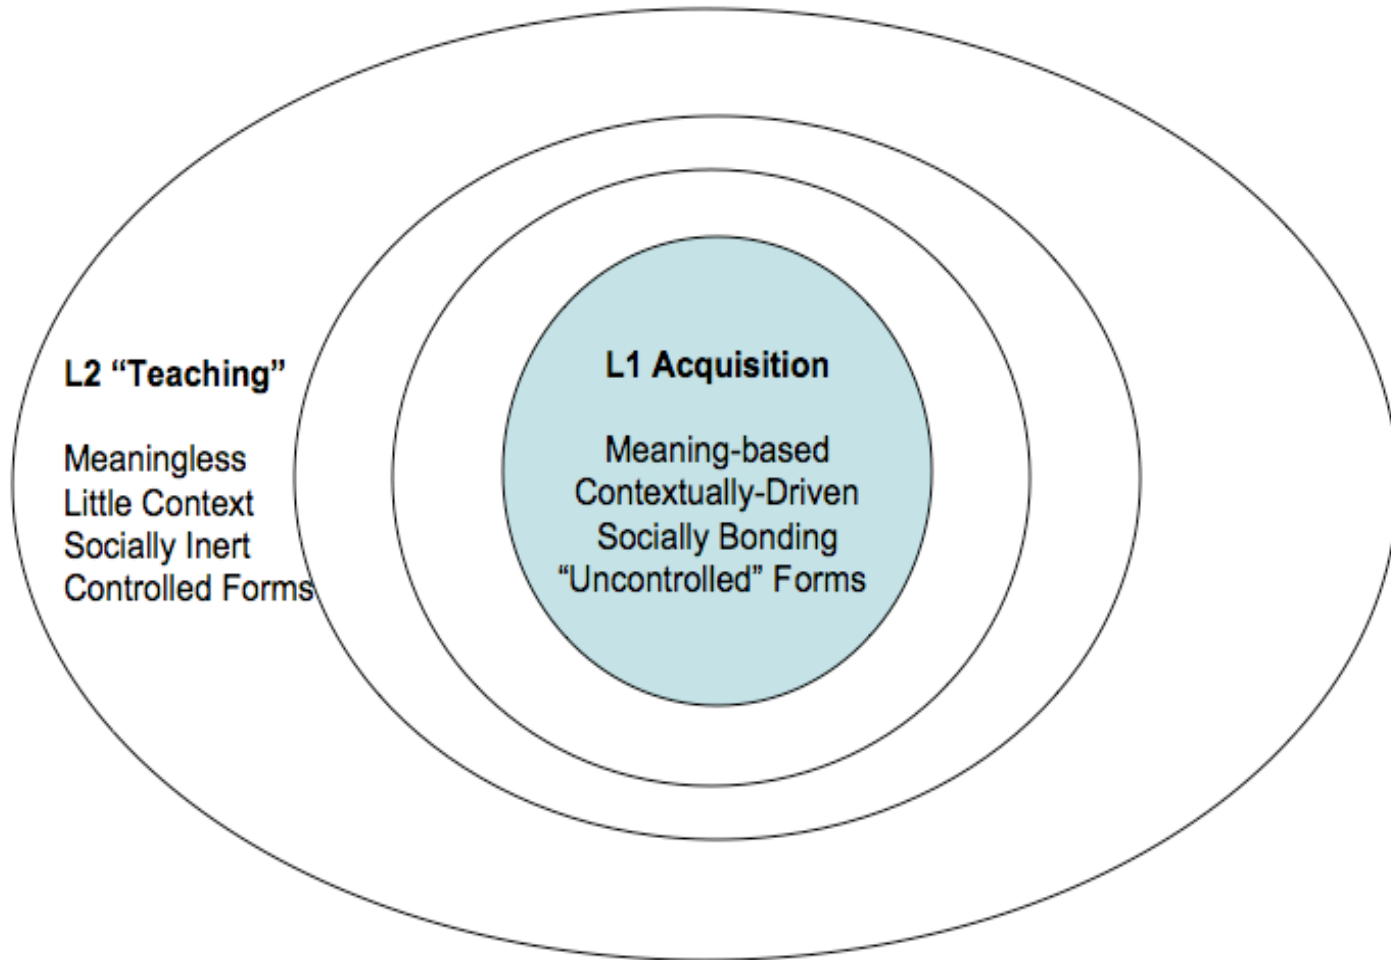 L2 “Teaching”
Meaningless
Little Context
Socially Inert
Controlled Forms
L1 Acquisition
Meaning-based
Contextually-Driven
Socially Bonding
“Uncontrolled” Forms